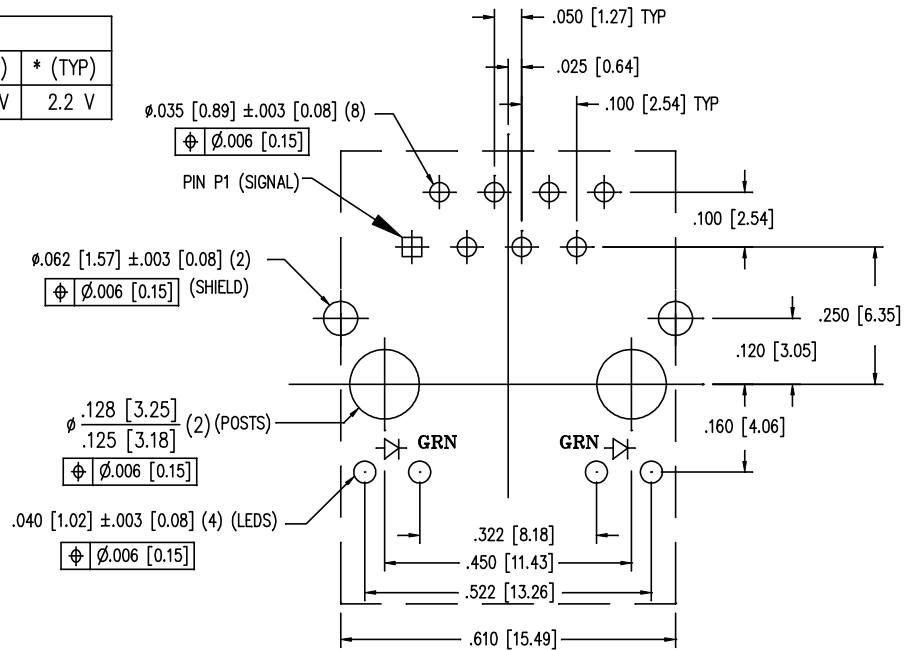 ) * (TYP)
V 2.2 V
.050 [1.27] TYP
.025 [0.64]
.100 [2.54] TYP
ø.035 [0.89] ±.003 [0.08] (8)
⌖ Ø.006 [0.15]
PIN P1 (SIGNAL)
.100 [2.54]
ø.062 [1.57] ±.003 [0.08] (2)
⌖ Ø.006 [0.15] (SHIELD)
.250 [6.35]
.120 [3.05]
ø .128 [3.25]
.125 [3.18] (2) (POSTS)
⌖ Ø.006 [0.15]
.160 [4.06]
GRN GRN
.040 [1.02] ±.003 [0.08] (4) (LEDS)
⌖ Ø.006 [0.15]
.322 [8.18]
.450 [11.43]
.522 [13.26]
.610 [15.49]